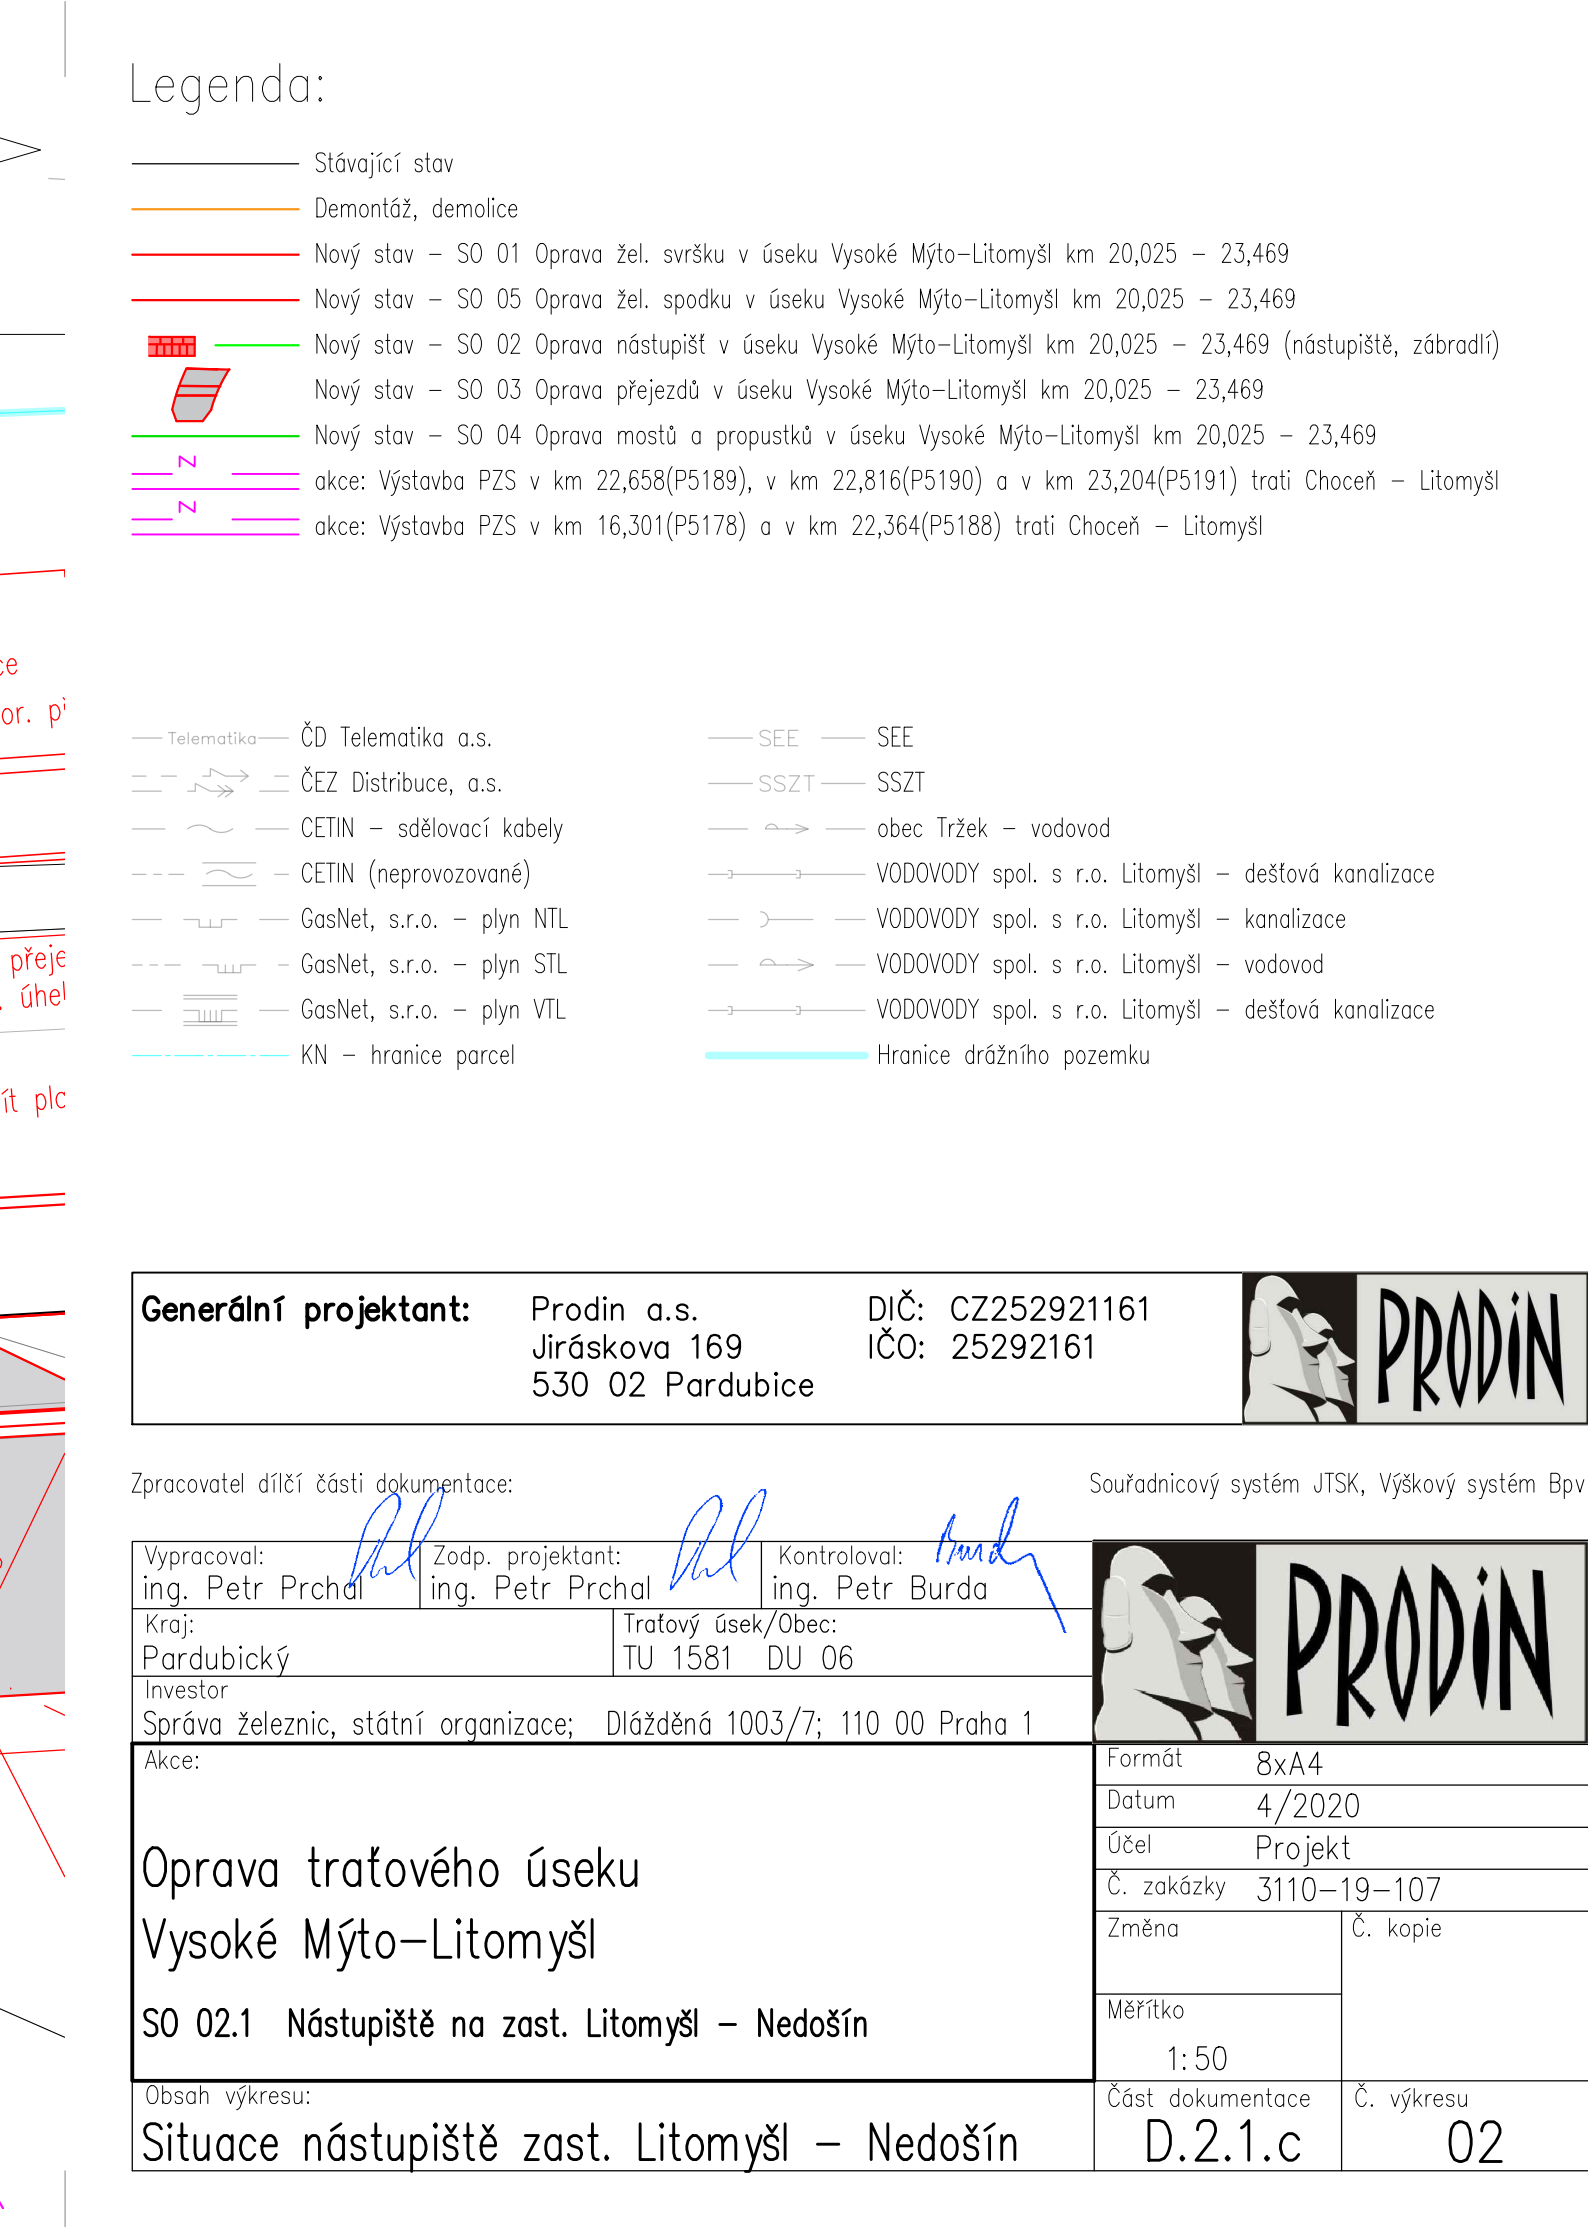 Legenda:
Stávající stav
Demontáž, demolice
Nový stav – SO 01 Oprava žel. svršku v úseku Vysoké Mýto–Litomyšl km 20,025 – 23,469
Nový stav – SO 05 Oprava žel. spodku v úseku Vysoké Mýto–Litomyšl km 20,025 – 23,469
Nový stav – SO 02 Oprava nástupišť v úseku Vysoké Mýto–Litomyšl km 20,025 – 23,469 (nástupiště, zábradlí)
Nový stav – SO 03 Oprava přejezdů v úseku Vysoké Mýto–Litomyšl km 20,025 – 23,469
Nový stav – SO 04 Oprava mostů a propustků v úseku Vysoké Mýto–Litomyšl km 20,025 – 23,469
N akce: Výstavba PZS v km 22,658(P5189), v km 22,816(P5190) a v km 23,204(P5191) trati Choceň – Litomyšl
N akce: Výstavba PZS v km 16,301(P5178) a v km 22,364(P5188) trati Choceň – Litomyšl
ce
or. př
přeje
. úhel
ít plo
Telematika ČD Telematika a.s.
ČEZ Distribuce, a.s.
CETIN – sdělovací kabely
CETIN (neprovozované)
GasNet, s.r.o. – plyn NTL
GasNet, s.r.o. – plyn STL
GasNet, s.r.o. – plyn VTL
KN – hranice parcel
SEE SEE
SSZT SSZT
obec Tržek – vodovod
VODOVODY spol. s r.o. Litomyšl – dešťová kanalizace
VODOVODY spol. s r.o. Litomyšl – kanalizace
VODOVODY spol. s r.o. Litomyšl – vodovod
VODOVODY spol. s r.o. Litomyšl – dešťová kanalizace
Hranice drážního pozemku
Generální projektant: Prodin a.s. DIČ: CZ252921161
Jiráskova 169 IČO: 25292161
530 02 Pardubice
PRODIN
Zpracovatel dílčí části dokumentace: Souřadnicový systém JTSK, Výškový systém Bpv
Vypracoval: Zodp. projektant: Kontroloval: Burda
ing. Petr Prchal ing. Petr Prchal ing. Petr Burda
Kraj: Traťový úsek/Obec:
Pardubický TU 1581 DU 06
Investor
Správa železnic, státní organizace; Dlážděná 1003/7; 110 00 Praha 1
PRODIN
Akce:
Oprava traťového úseku
Vysoké Mýto–Litomyšl
SO 02.1 Nástupiště na zast. Litomyšl – Nedošín
Obsah výkresu:
Situace nástupiště zast. Litomyšl – Nedošín
Formát 8xA4
Datum 4/2020
Účel Projekt
Č. zakázky 3110–19–107
Změna Č. kopie
Měřítko
1:50
Část dokumentace Č. výkresu
D.2.1.c 02